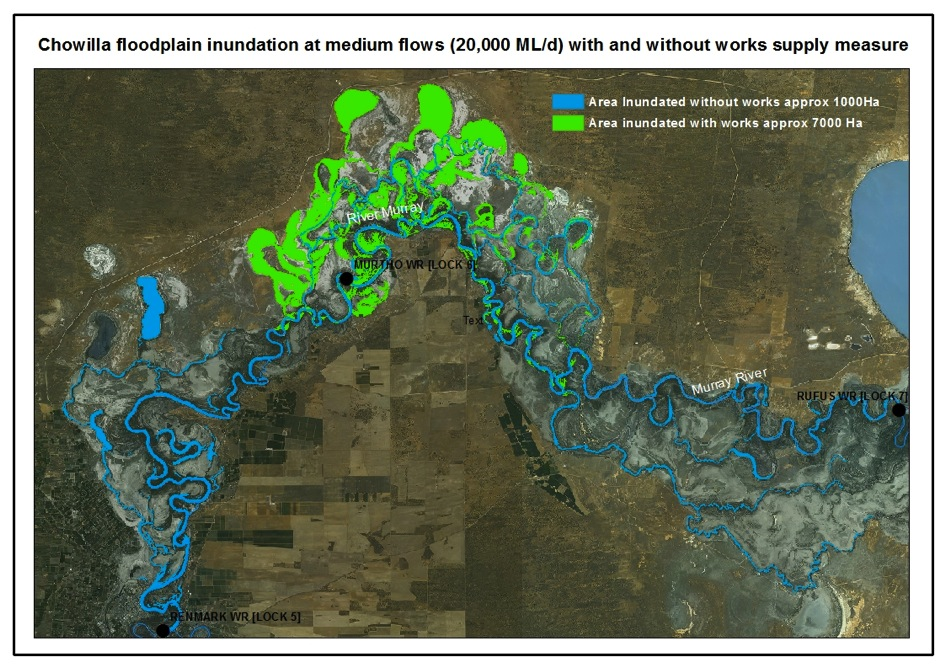 Chowilla floodplain inundation at medium flows (20,000 ML/d) with and without works supply measure
Area Inundated without works approx 1000Ha
Area inundated with works approx 7000 Ha
River Murray
MURTHO WR [LOCK 6]
Text
Murray River
RUFUS WR [LOCK 7]
RENMARK WR [LOCK 5]